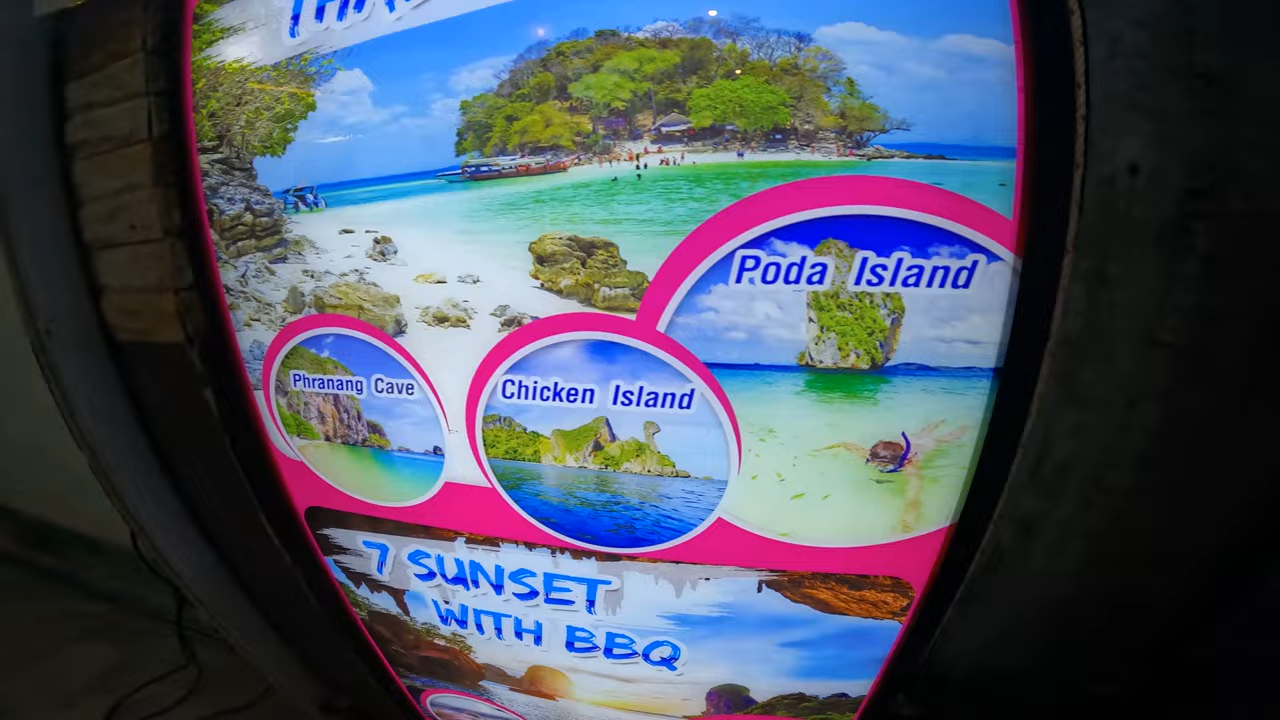 Poda Island
Phranang Cave
Chicken Island
7 SUNSET
WITH BBQ